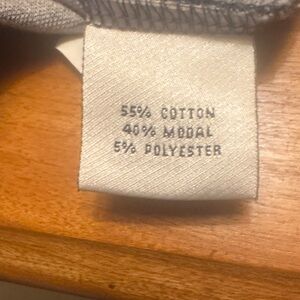 55% COTTON
40% MODAL
5% POLYESTER